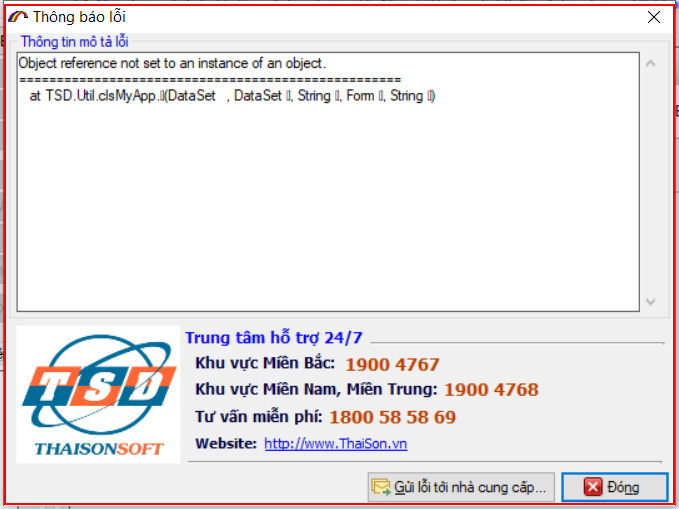 Thông báo lỗi
Thông tin mô tả lỗi
Object reference not set to an instance of an object.
===================================================
at TSD.Util.clsMyApp.▯(DataSet , DataSet ▯, String ▯, Form ▯, String ▯)
Trung tâm hỗ trợ 24/7
Khu vực Miền Bắc: 1900 4767
Khu vực Miền Nam, Miền Trung: 1900 4768
Tư vấn miễn phí: 1800 58 58 69
Website: http://www.ThaiSon.vn
TSD
THAISONSOFT
Gửi lỗi tới nhà cung cấp...
Đóng